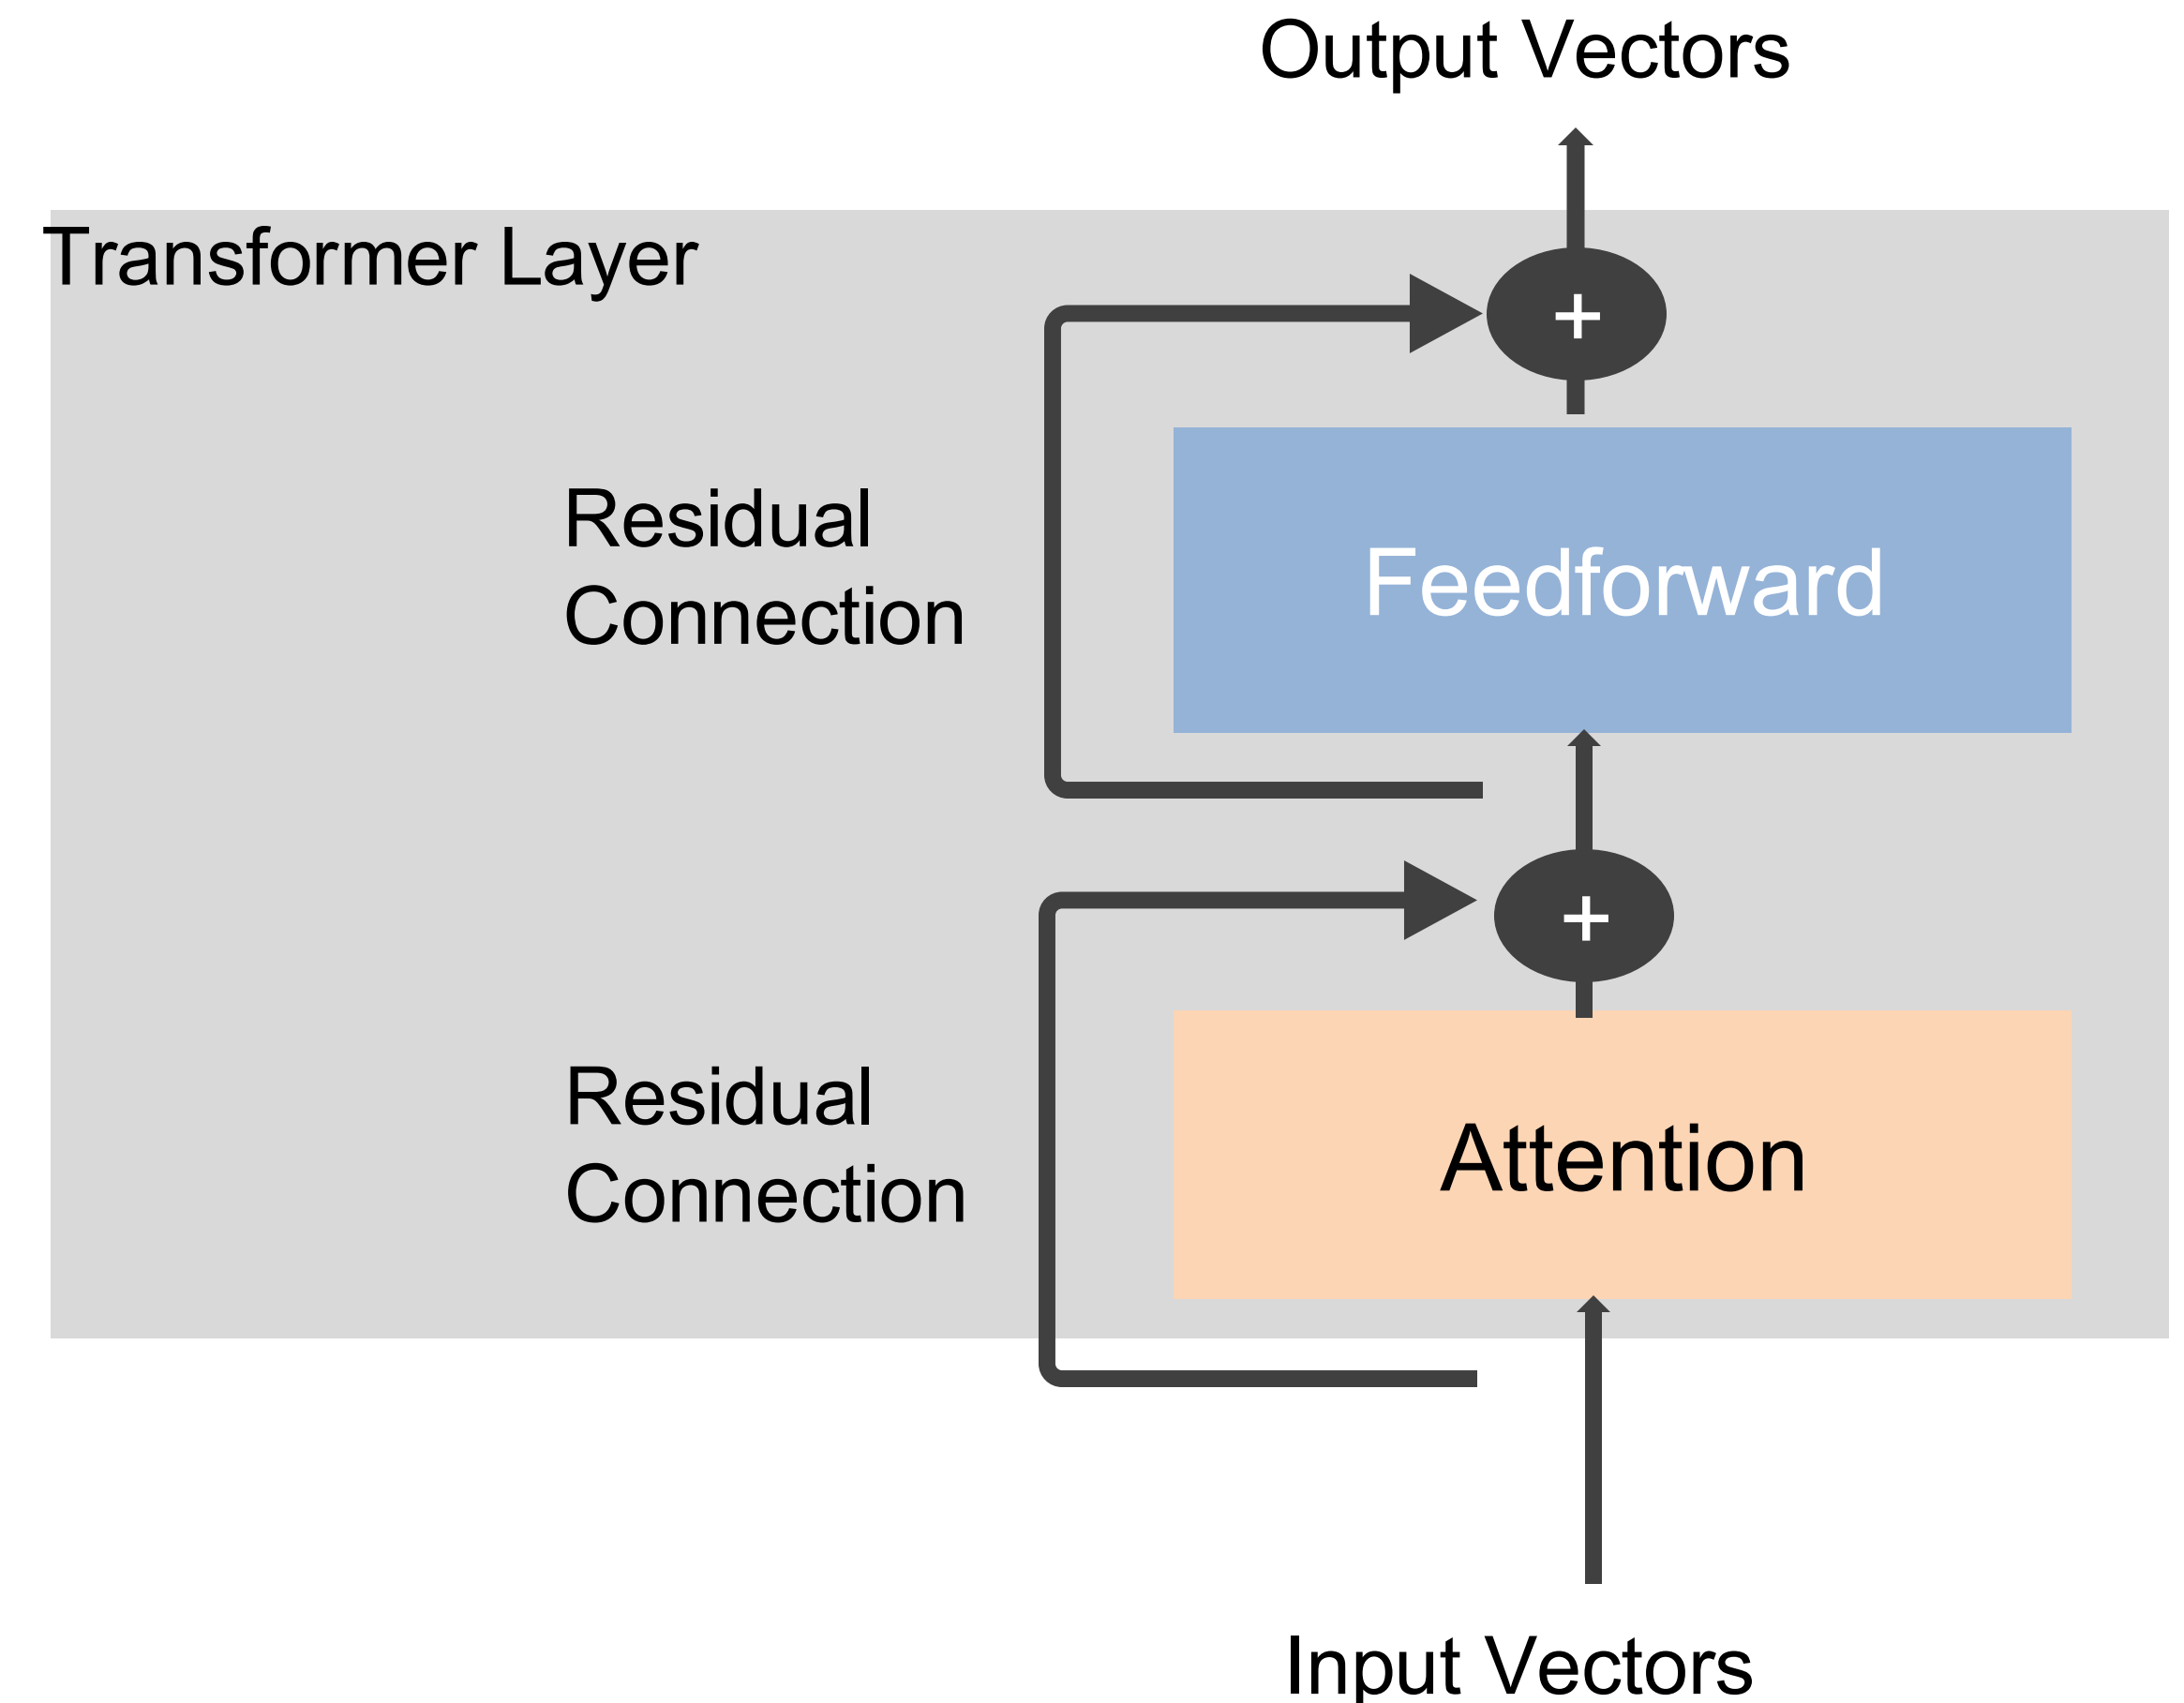 Output Vectors
Transformer Layer
+
Residual
Connection
Feedforward
+
Residual
Connection
Attention
Input Vectors